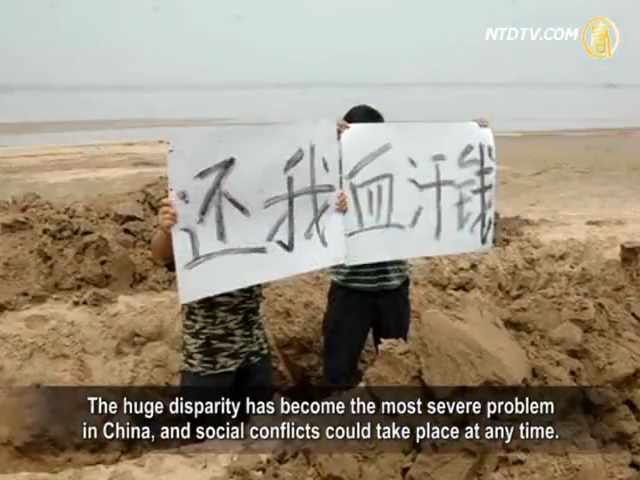 NTDTV.COM
还我血汗钱
The huge disparity has become the most severe problem
in China, and social conflicts could take place at any time.